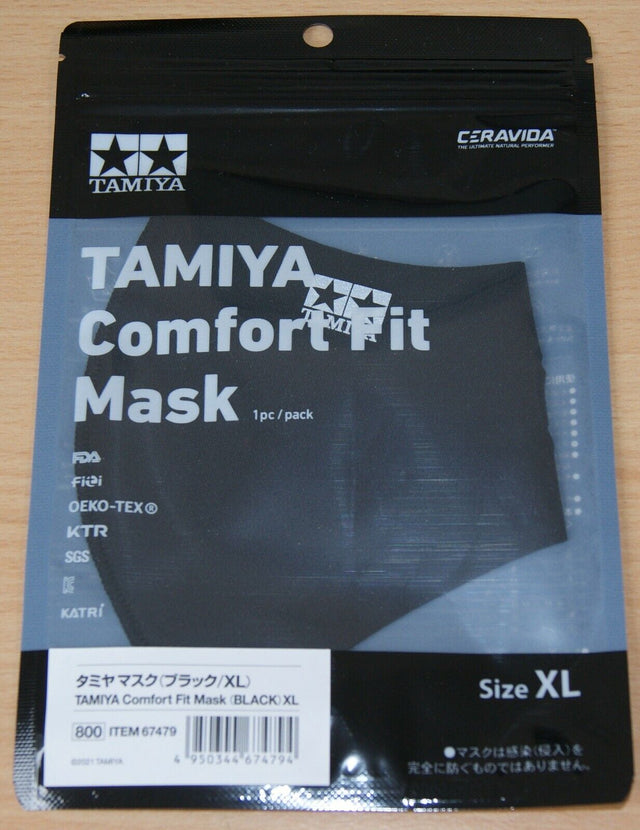 TAMIYA
CERAVIDA™
THE ULTIMATE NATURAL PERFORMER
TAMIYA
Comfort Fit
Mask 1pc / pack
TAMIYA
FDA
FITI
OEKO-TEX®
KTR
SGS
KATRI
Size XL
タミヤ マスク(ブラック/XL)
TAMIYA Comfort Fit Mask (BLACK) XL
800 ITEM 67479
4 950344 674794
©2021 TAMIYA
●マスクは感染(侵入)を
完全に防ぐものではありません。